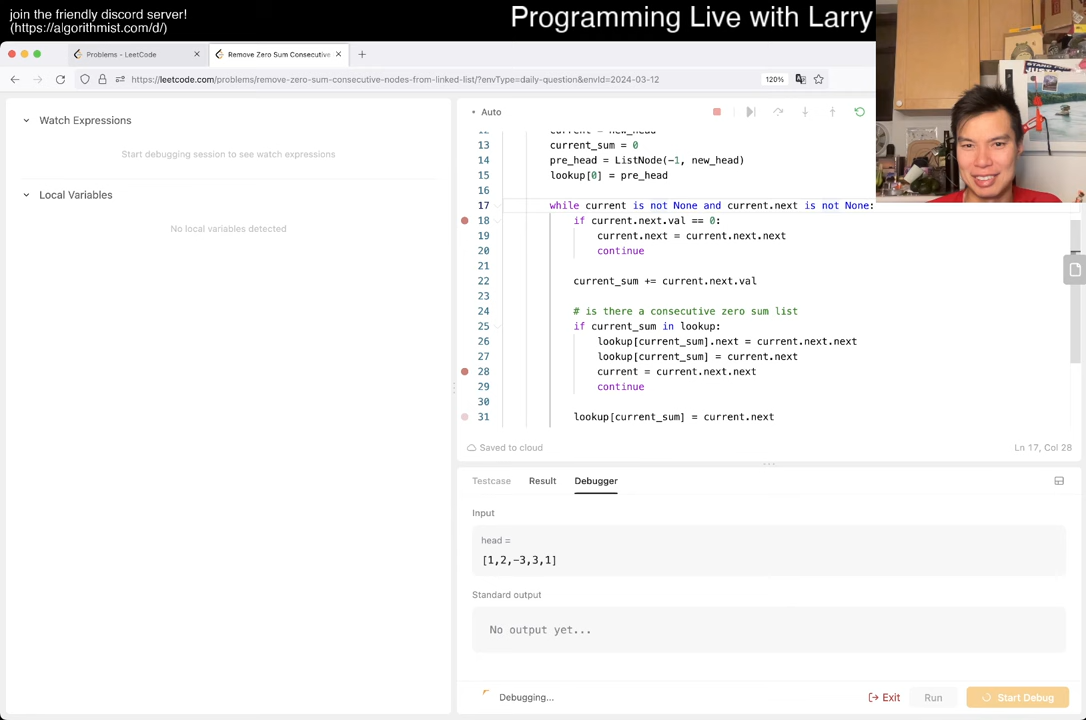 join the friendly discord server!
(https://algorithmist.com/d/)
Programming Live with Larry
Problems - LeetCode
Remove Zero Sum Consecutive
https://leetcode.com/problems/remove-zero-sum-consecutive-nodes-from-linked-list/?envType=daily-question&envId=2024-03-12
120%
Watch Expressions
Start debugging session to see watch expressions
Local Variables
No local variables detected
Auto
12 current = new_head
13 current_sum = 0
14 pre_head = ListNode(-1, new_head)
15 lookup[0] = pre_head
16
17 while current is not None and current.next is not None:
18 if current.next.val == 0:
19 current.next = current.next.next
20 continue
21
22 current_sum += current.next.val
23
24 # is there a consecutive zero sum list
25 if current_sum in lookup:
26 lookup[current_sum].next = current.next.next
27 lookup[current_sum] = current.next
28 current = current.next.next
29 continue
30
31 lookup[current_sum] = current.next
Saved to cloud
Ln 17, Col 28
Testcase
Result
Debugger
Input
head =
[1,2,-3,3,1]
Standard output
No output yet...
Debugging...
Exit
Run
Start Debug